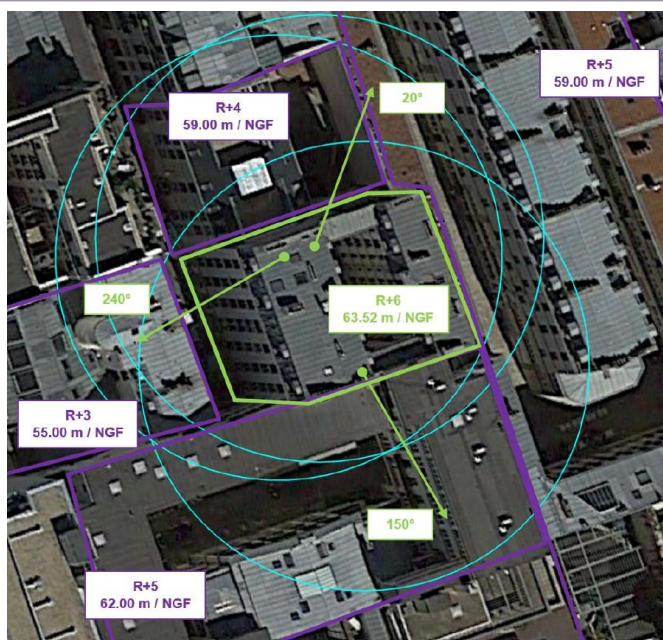 R+5
59.00 m / NGF
R+4
59.00 m / NGF
20°
240°
R+6
63.52 m / NGF
R+3
55.00 m / NGF
150°
R+5
62.00 m / NGF